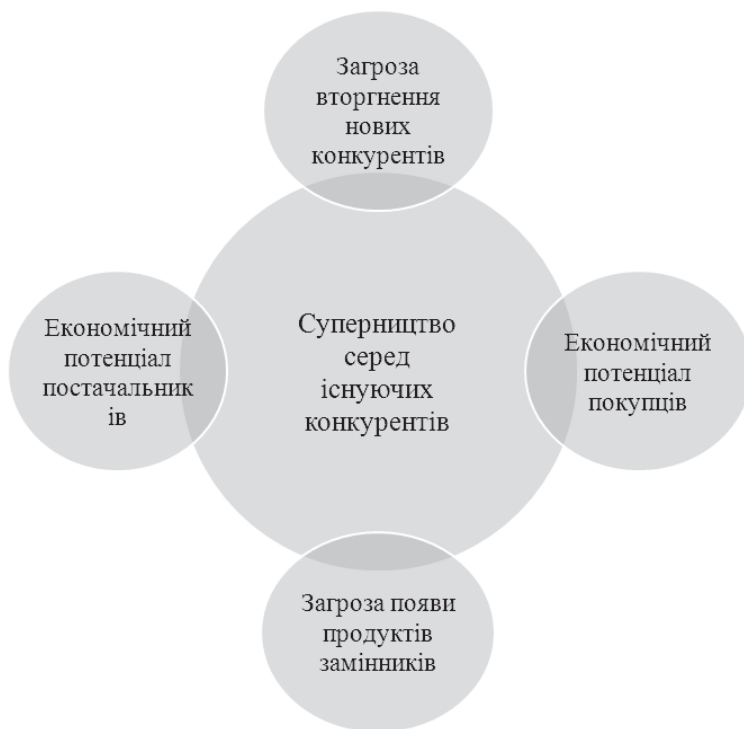 Загроза
вторгнення
нових
конкурентів
Економічний
потенціал
постачальник
ів
Суперництво
серед
існуючих
конкурентів
Економічний
потенціал
покупців
Загроза появи
продуктів
замінників